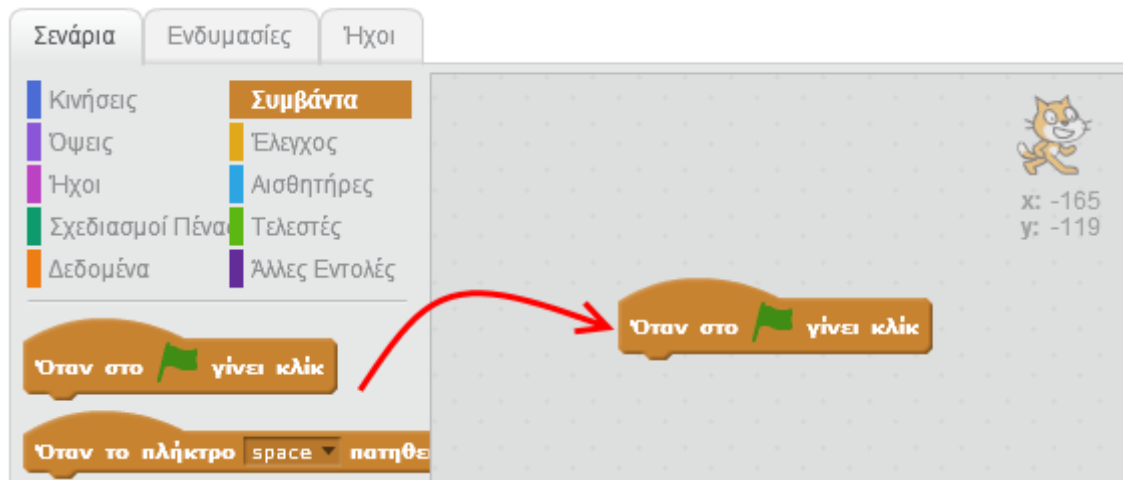 Σενάρια
Ενδυμασίες
Ήχοι
Κινήσεις
Συμβάντα
Όψεις
Έλεγχος
Ήχοι
Αισθητήρες
Σχεδιασμοί Πένας
Τελεστές
Δεδομένα
Άλλες Εντολές
x: -165
y: -119
Όταν στο γίνει κλίκ
Όταν στο γίνει κλίκ
Όταν το πλήκτρο space πατηθε